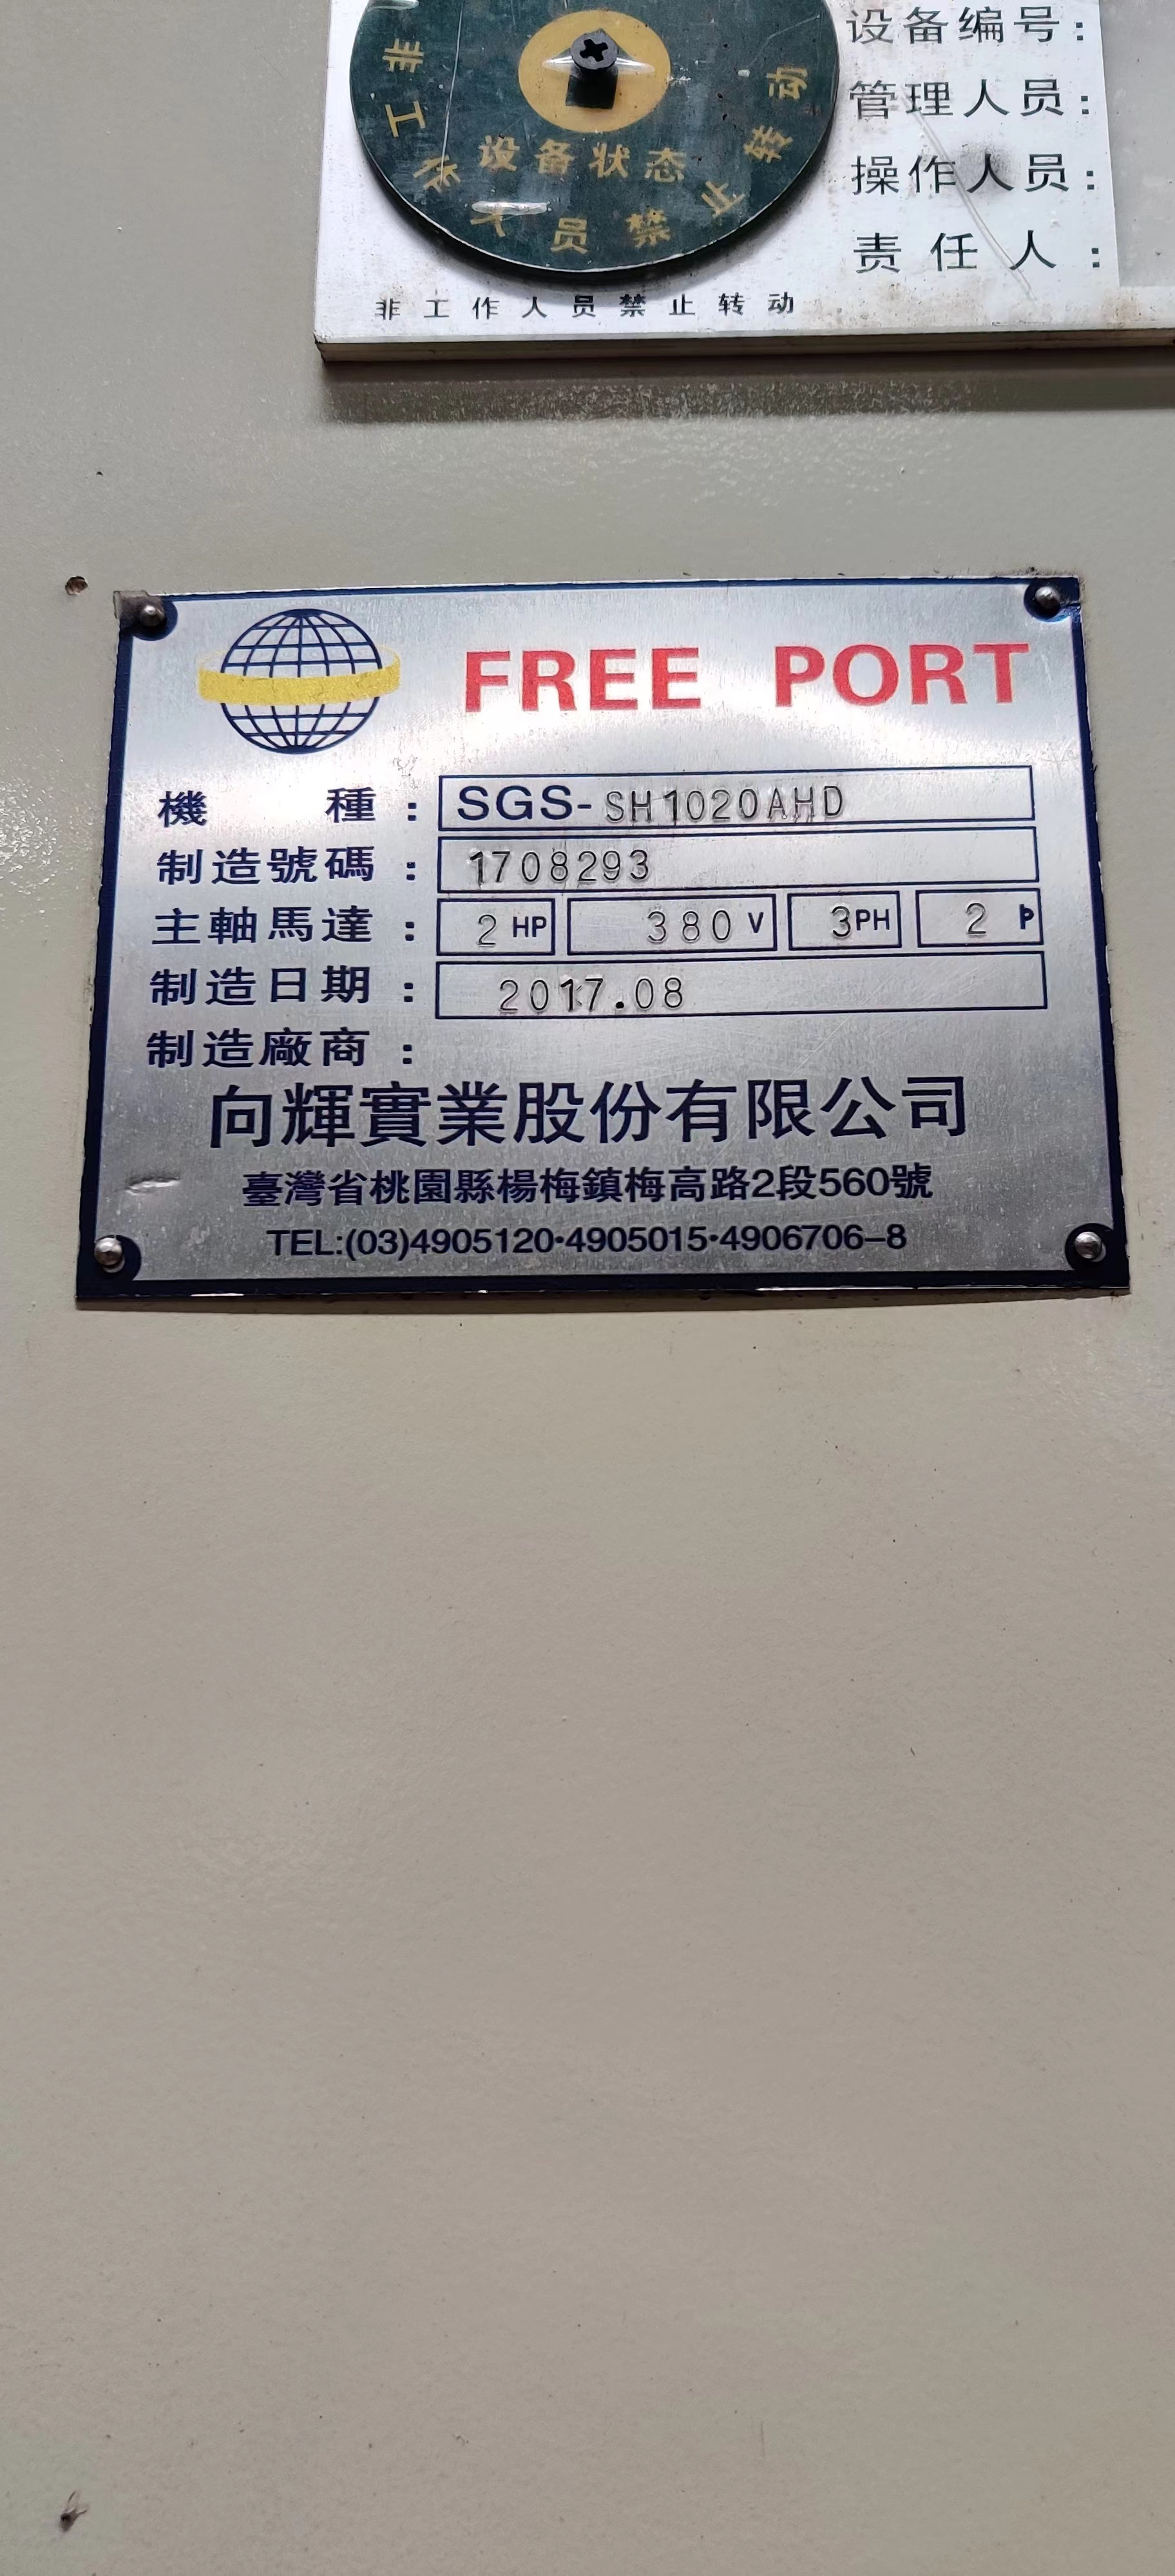 设备编号:
管理人员:
操作人员:
责任人:
设备状态
非工作人员禁止转动
非工作人员禁止转动
FREE PORT
機種: SGS-SH1020AHD
制造號碼: 1708293
主軸馬達: 2 HP 380 V 3PH 2 P
制造日期: 2017.08
制造廠商:
向輝實業股份有限公司
臺灣省桃園縣楊梅鎮梅高路2段560號
TEL:(03)4905120·4905015·4906706-8